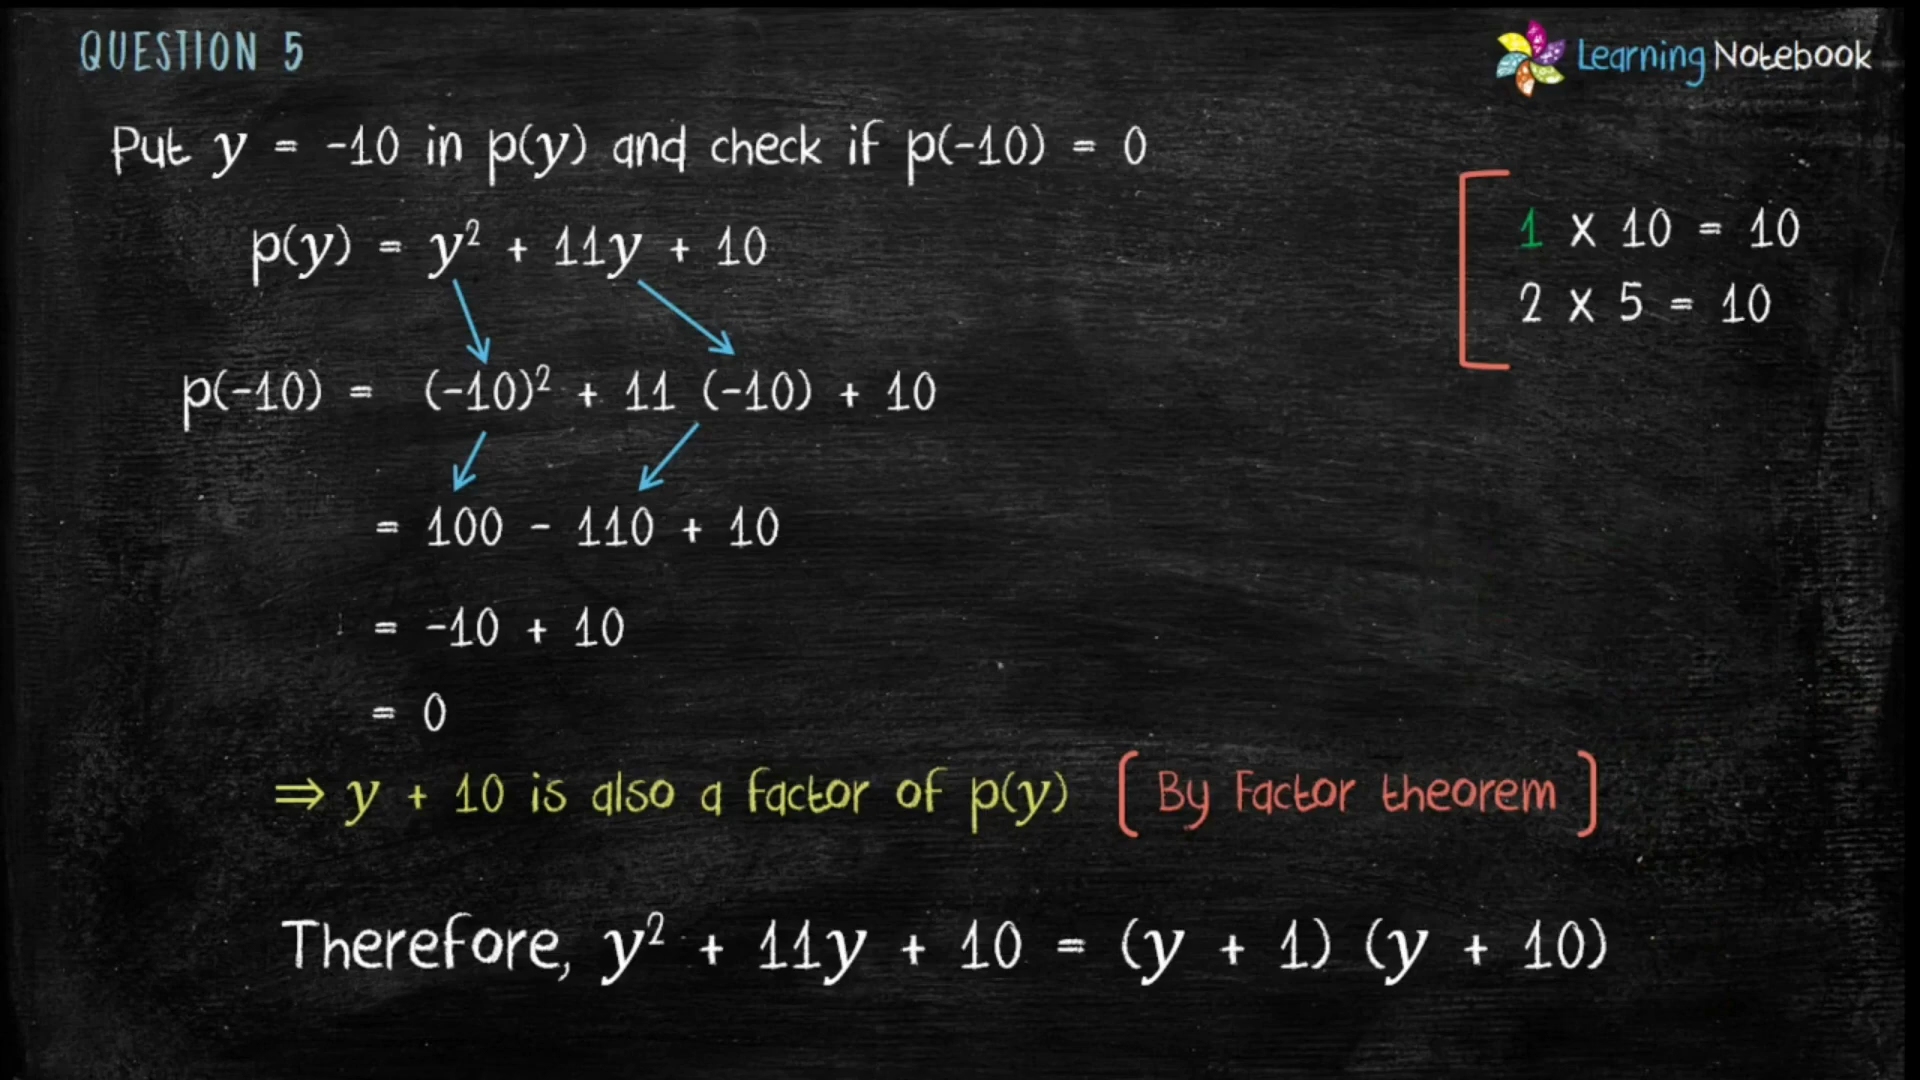 QUESTION 5
Learning Notebook
Put y = -10 in p(y) and check if p(-10) = 0
1 x 10 = 10
2 x 5 = 10
p(y) = y² + 11y + 10
p(-10) = (-10)² + 11 (-10) + 10
= 100 - 110 + 10
= -10 + 10
= 0
⇒ y + 10 is also a factor of p(y) [ By Factor theorem ]
Therefore, y² + 11y + 10 = (y + 1) (y + 10)